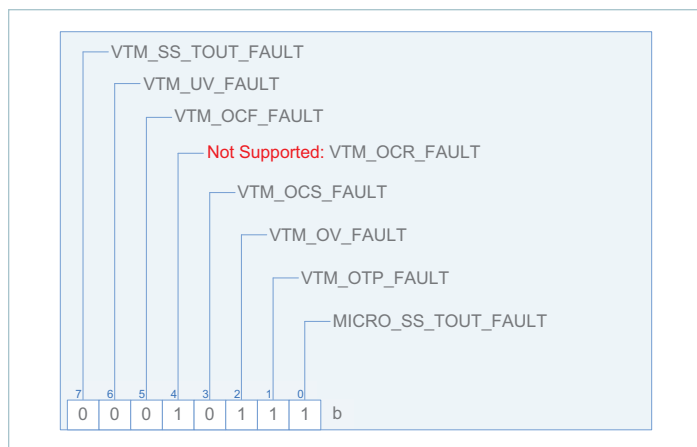 VTM_SS_TOUT_FAULT
VTM_UV_FAULT
VTM_OCF_FAULT
Not Supported: VTM_OCR_FAULT
VTM_OCS_FAULT
VTM_OV_FAULT
VTM_OTP_FAULT
MICRO_SS_TOUT_FAULT
7 6 5 4 3 2 1 0
0 0 0 1 0 1 1 1 b